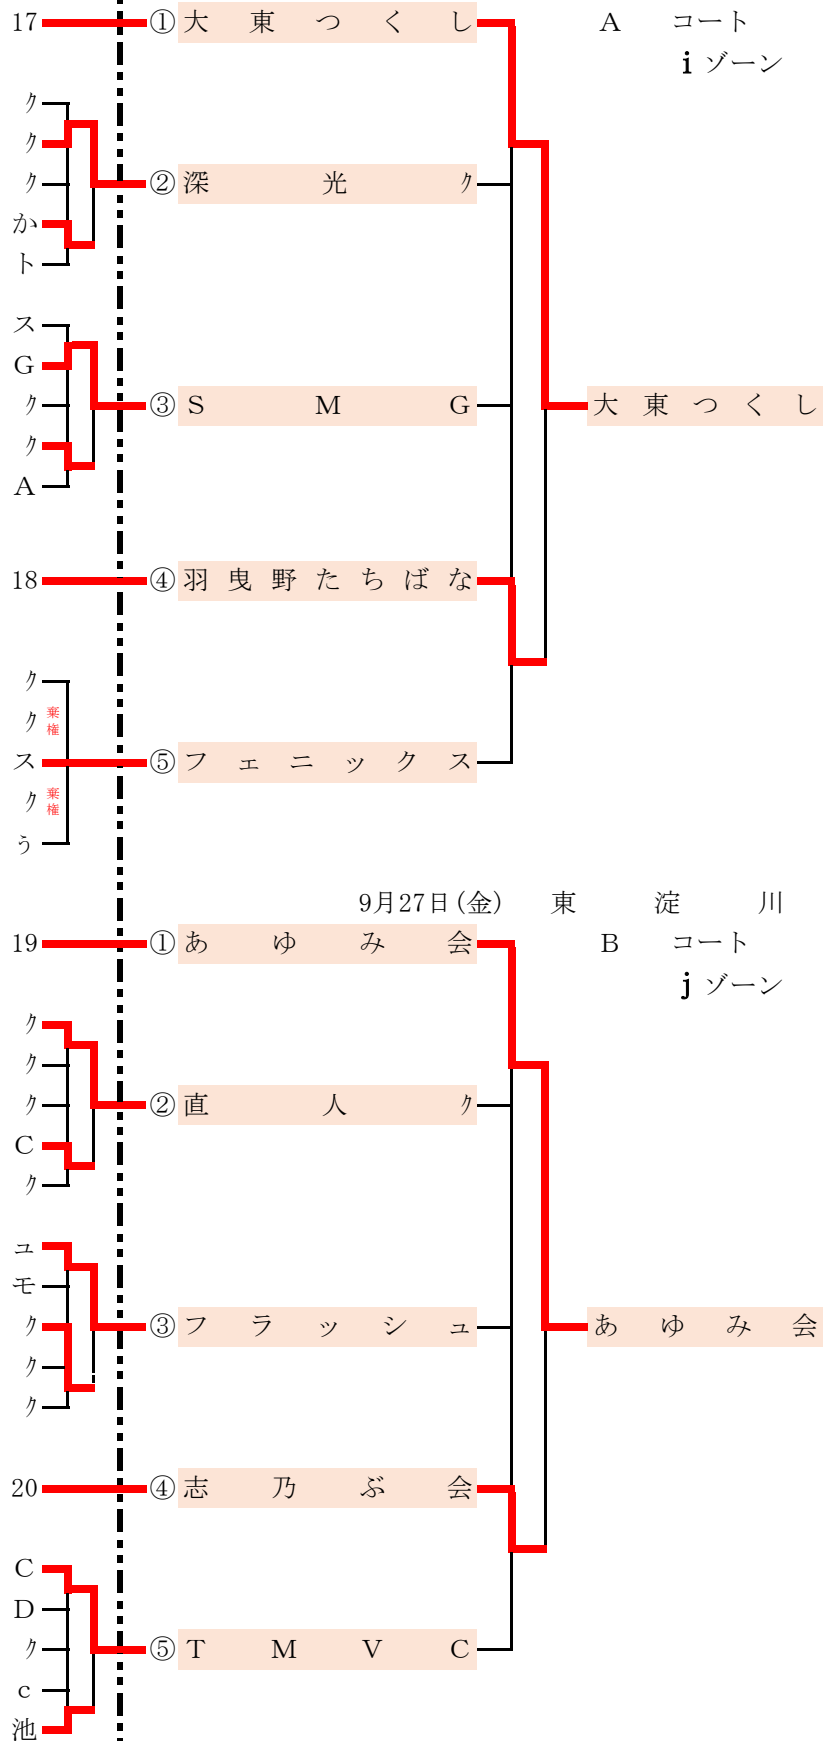 17 ① 大東つくし A コート
i ゾーン
ク
ク
ク ② 深光ク
か
ト
ス
G
ク ③ SMG 大東つくし
ク
A
18 ④ 羽曳野たちばな
ク
ク 棄権
ス ⑤ フェニックス
ク 棄権
う
9月27日(金) 東淀川
19 ① あゆみ会 B コート
j ゾーン
ク
ク
ク ② 直人ク
C
ク
ュ
モ
ク ③ フラッシュ あゆみ会
ク
ク
20 ④ 志乃ぶ会
C
D
ク ⑤ TMVC
c
池